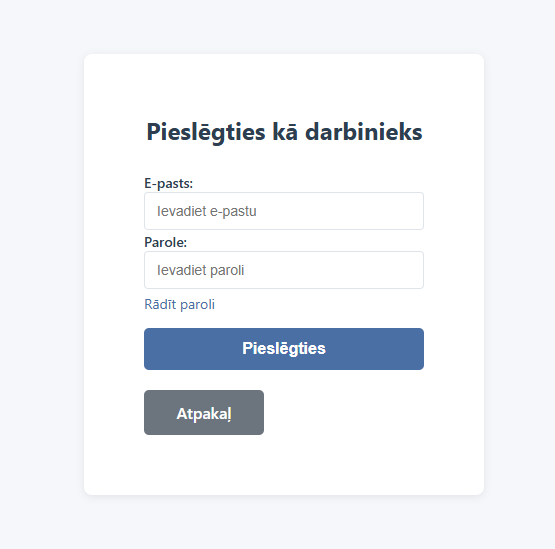 Pieslēgties kā darbinieks
E-pasts:
Ievadiet e-pastu
Parole:
Ievadiet paroli
Rādīt paroli
Pieslēgties
Atpakaļ